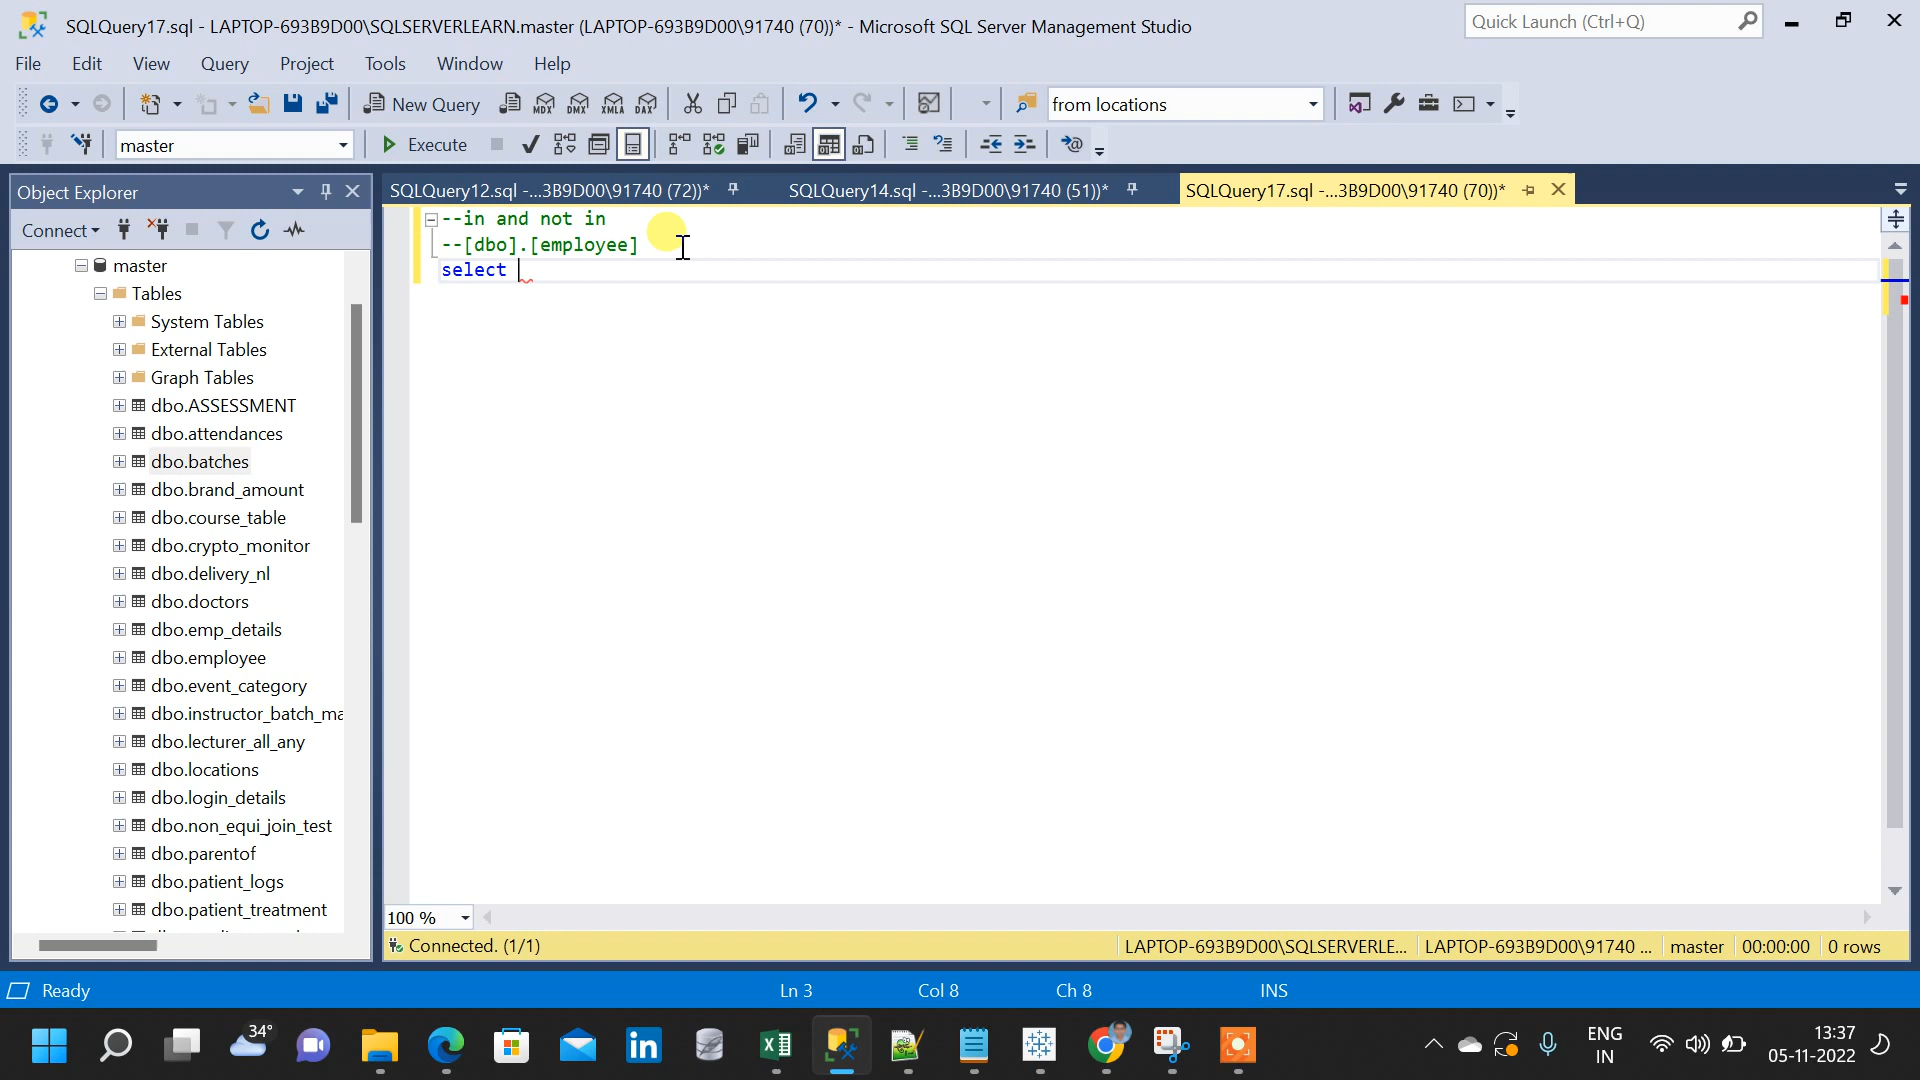 SQLQuery17.sql - LAPTOP-693B9D00\SQLSERVERLEARN.master (LAPTOP-693B9D00\91740 (70))* - Microsoft SQL Server Management Studio
Quick Launch (Ctrl+Q)
File Edit View Query Project Tools Window Help
New Query
MDX DMX XMLA DAX
from locations
master
Execute
Object Explorer
SQLQuery12.sql -...3B9D00\91740 (72))*
SQLQuery14.sql -...3B9D00\91740 (51))*
SQLQuery17.sql -...3B9D00\91740 (70))*
Connect
master
Tables
System Tables
External Tables
Graph Tables
dbo.ASSESSMENT
dbo.attendances
dbo.batches
dbo.brand_amount
dbo.course_table
dbo.crypto_monitor
dbo.delivery_nl
dbo.doctors
dbo.emp_details
dbo.employee
dbo.event_category
dbo.instructor_batch_ma
dbo.lecturer_all_any
dbo.locations
dbo.login_details
dbo.non_equi_join_test
dbo.parentof
dbo.patient_logs
dbo.patient_treatment
--in and not in
--[dbo].[employee]
select
100 %
Connected. (1/1)
LAPTOP-693B9D00\SQLSERVERLE...
LAPTOP-693B9D00\91740 ...
master
00:00:00
0 rows
Ready
Ln 3
Col 8
Ch 8
INS
34°
ENG
IN
13:37
05-11-2022